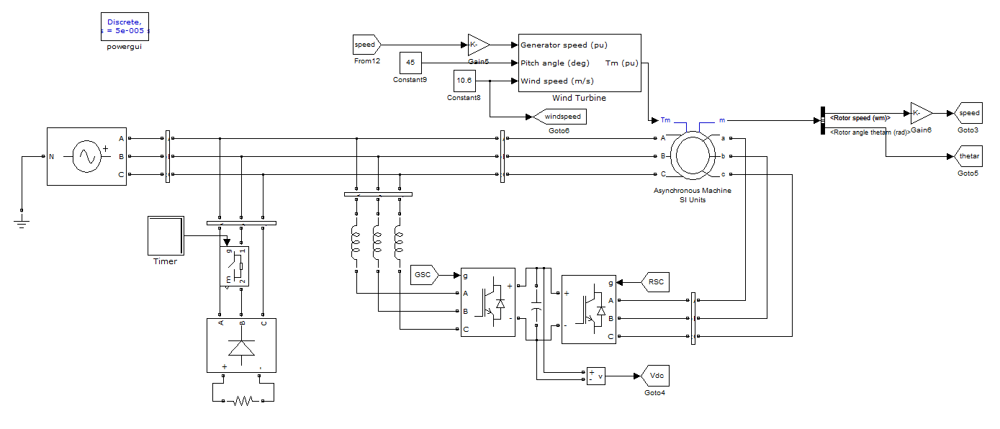 Discrete,
s = 5e-005 s
powergui
speed
From12
-K-
Gain5
45
Constant9
10.6
Constant8
Generator speed (pu)
Pitch angle (deg)
Wind speed (m/s)
Tm (pu)
Wind Turbine
windspeed
Goto6
Tm
m
<Rotor speed (wm)>
<Rotor angle thetam (rad)>
-K-
Gain6
speed
Goto3
thetar
Goto5
N
+
A
B
C
A
B
C
a
b
c
Asynchronous Machine
SI Units
Timer
g
1
m
2
A
B
C
+
-
GSC
g
A
B
C
+
-
+
-
g
A
B
C
RSC
+
-
v
Vdc
Goto4